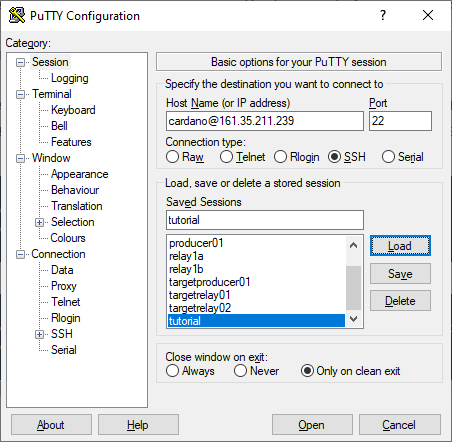 PuTTY Configuration
Category:
Session
Logging
Terminal
Keyboard
Bell
Features
Window
Appearance
Behaviour
Translation
Selection
Colours
Connection
Data
Proxy
Telnet
Rlogin
SSH
Serial
Basic options for your PuTTY session
Specify the destination you want to connect to
Host Name (or IP address) Port
cardano@161.35.211.239 22
Connection type:
Raw Telnet Rlogin SSH Serial
Load, save or delete a stored session
Saved Sessions
tutorial
producer01
relay1a
relay1b
targetproducer01
targetrelay01
targetrelay02
tutorial
Load
Save
Delete
Close window on exit:
Always Never Only on clean exit
About Help Open Cancel